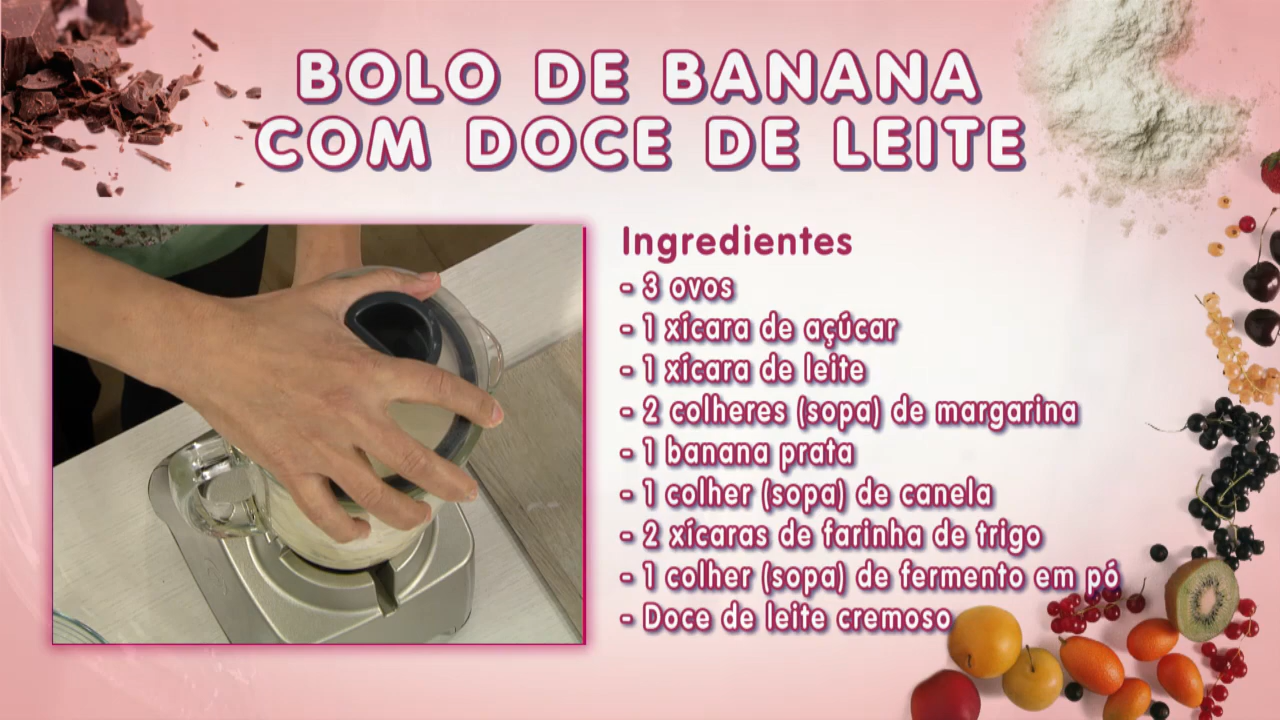 BOLO DE BANANA
COM DOCE DE LEITE
Ingredientes
- 3 ovos
- 1 xícara de açúcar
- 1 xícara de leite
- 2 colheres (sopa) de margarina
- 1 banana prata
- 1 colher (sopa) de canela
- 2 xícaras de farinha de trigo
- 1 colher (sopa) de fermento em pó
- Doce de leite cremoso